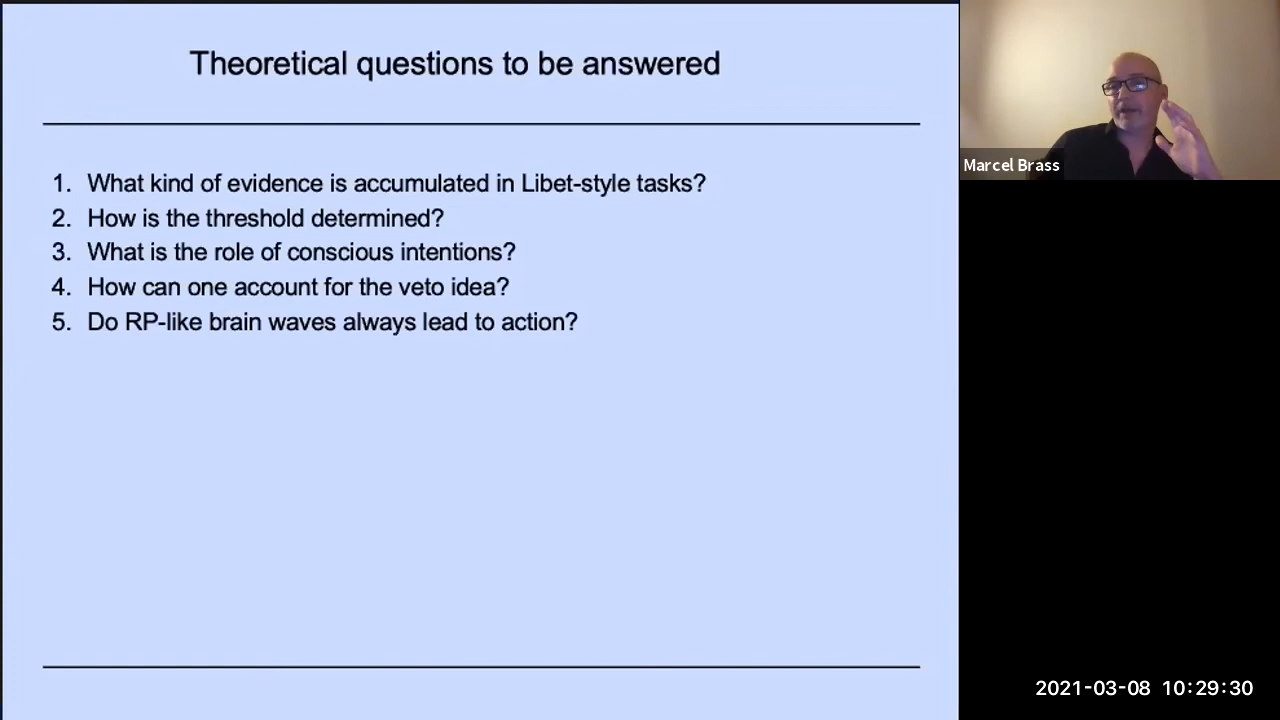 Theoretical questions to be answered
1. What kind of evidence is accumulated in Libet-style tasks?
2. How is the threshold determined?
3. What is the role of conscious intentions?
4. How can one account for the veto idea?
5. Do RP-like brain waves always lead to action?
Marcel Brass
2021-03-08 10:29:30